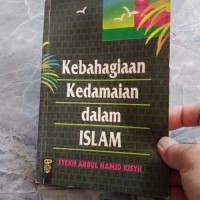 Kebahagiaan
Kedamaian
dalam
ISLAM
SYEKH ABDUL HAMID KISYK